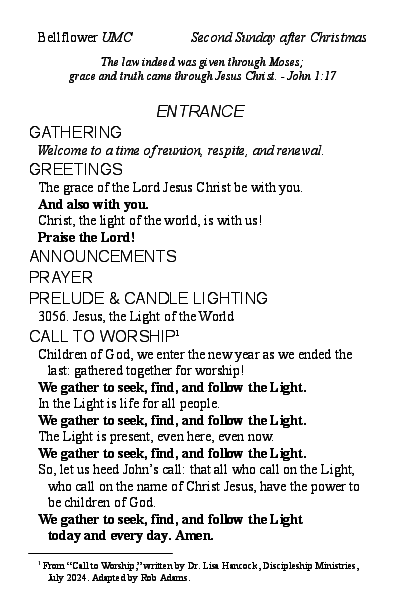 Bellflower UMC Second Sunday after Christmas
The law indeed was given through Moses;
grace and truth came through Jesus Christ. - John 1:17
ENTRANCE
GATHERING
Welcome to a time of reunion, respite, and renewal.
GREETINGS
The grace of the Lord Jesus Christ be with you.
And also with you.
Christ, the light of the world, is with us!
Praise the Lord!
ANNOUNCEMENTS
PRAYER
PRELUDE & CANDLE LIGHTING
3056. Jesus, the Light of the World
CALL TO WORSHIP¹
Children of God, we enter the new year as we ended the
last: gathered together for worship!
We gather to seek, find, and follow the Light.
In the Light is life for all people.
We gather to seek, find, and follow the Light.
The Light is present, even here, even now.
We gather to seek, find, and follow the Light.
So, let us heed John's call: that all who call on the Light,
who call on the name of Christ Jesus, have the power to
be children of God.
We gather to seek, find, and follow the Light
today and every day. Amen.
¹ From “Call to Worship,” written by Dr. Lisa Hancock, Discipleship Ministries,
July 2024. Adapted by Rob Adams.